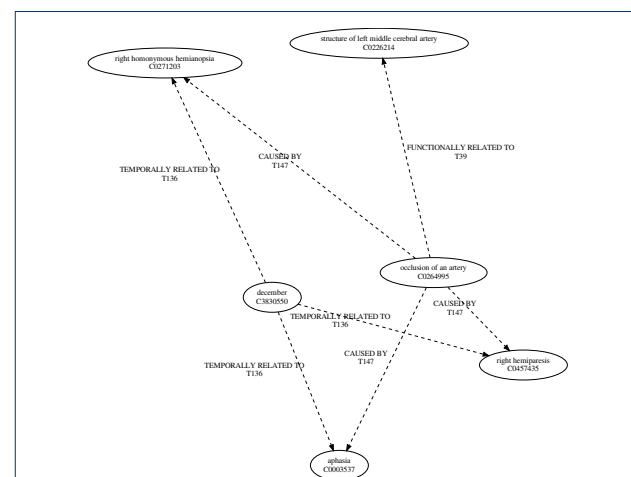 structure of left middle cerebral artery
C0226214
right homonymous hemianopsia
C0271203
FUNCTIONALLY RELATED TO
T39
CAUSED BY
T147
TEMPORALLY RELATED TO
T136
occlusion of an artery
C0264995
december
C3830550
CAUSED BY
T147
TEMPORALLY RELATED TO
T136
CAUSED BY
T147
right hemiparesis
C0457435
TEMPORALLY RELATED TO
T136
aphasia
C0003537